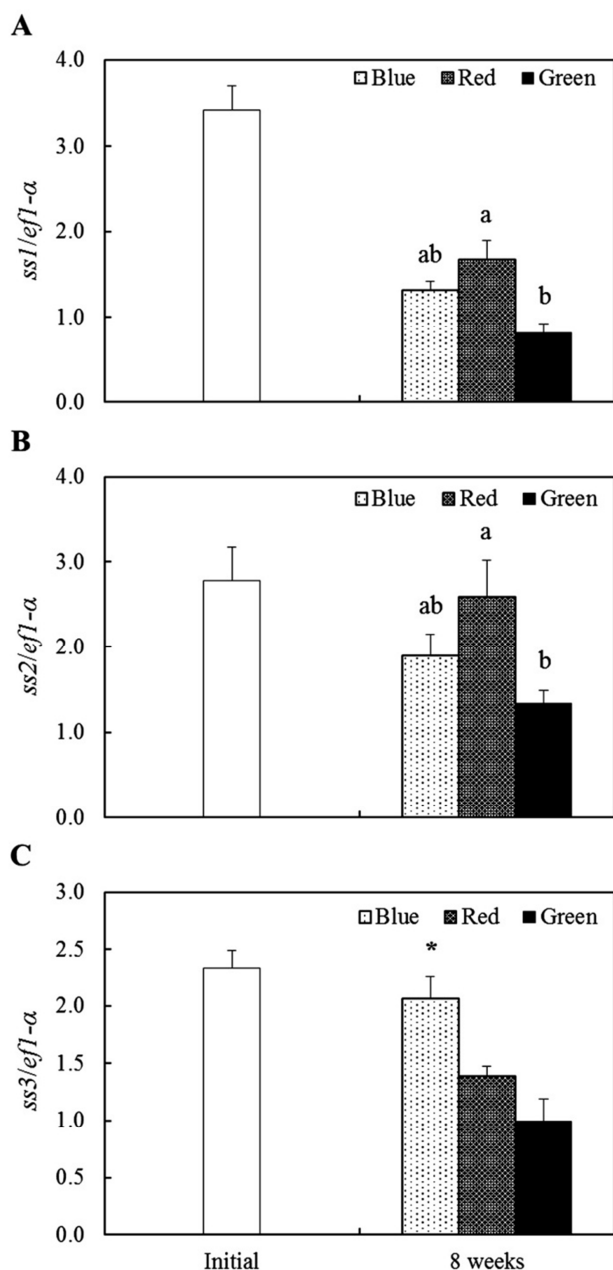 A
4.0
Blue Red Green
3.0
a
2.0
ab
b
1.0
0.0
ss1/ef1-α
B
4.0
Blue Red Green
a
3.0
ab
2.0
b
1.0
0.0
ss2/ef1-α
C
3.0
Blue Red Green
2.5
*
2.0
1.5
1.0
0.5
0.0
ss3/ef1-α
Initial 8 weeks